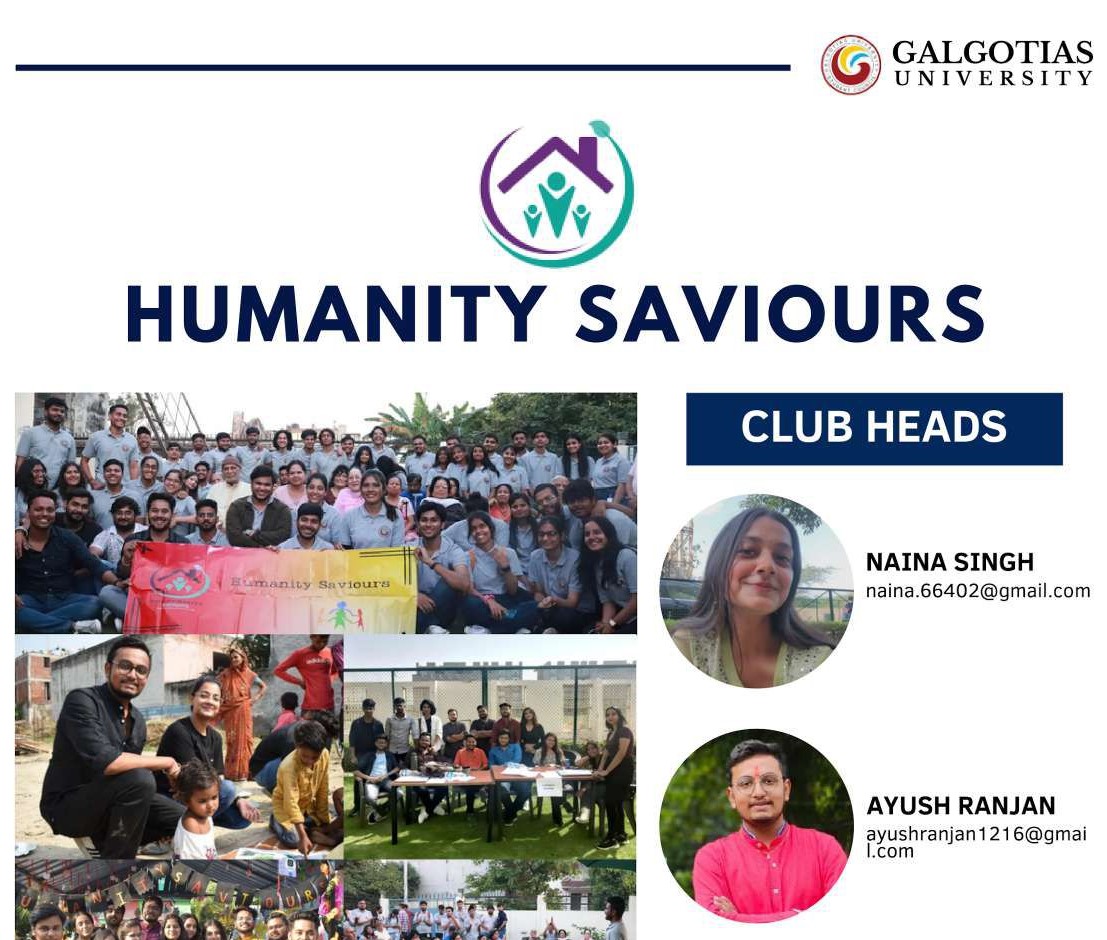 GALGOTIAS
UNIVERSITY
HUMANITY SAVIOURS
CLUB HEADS
Humanity Saviours
NAINA SINGH
naina.66402@gmail.com
AYUSH RANJAN
ayushranjan1216@gmai
l.com